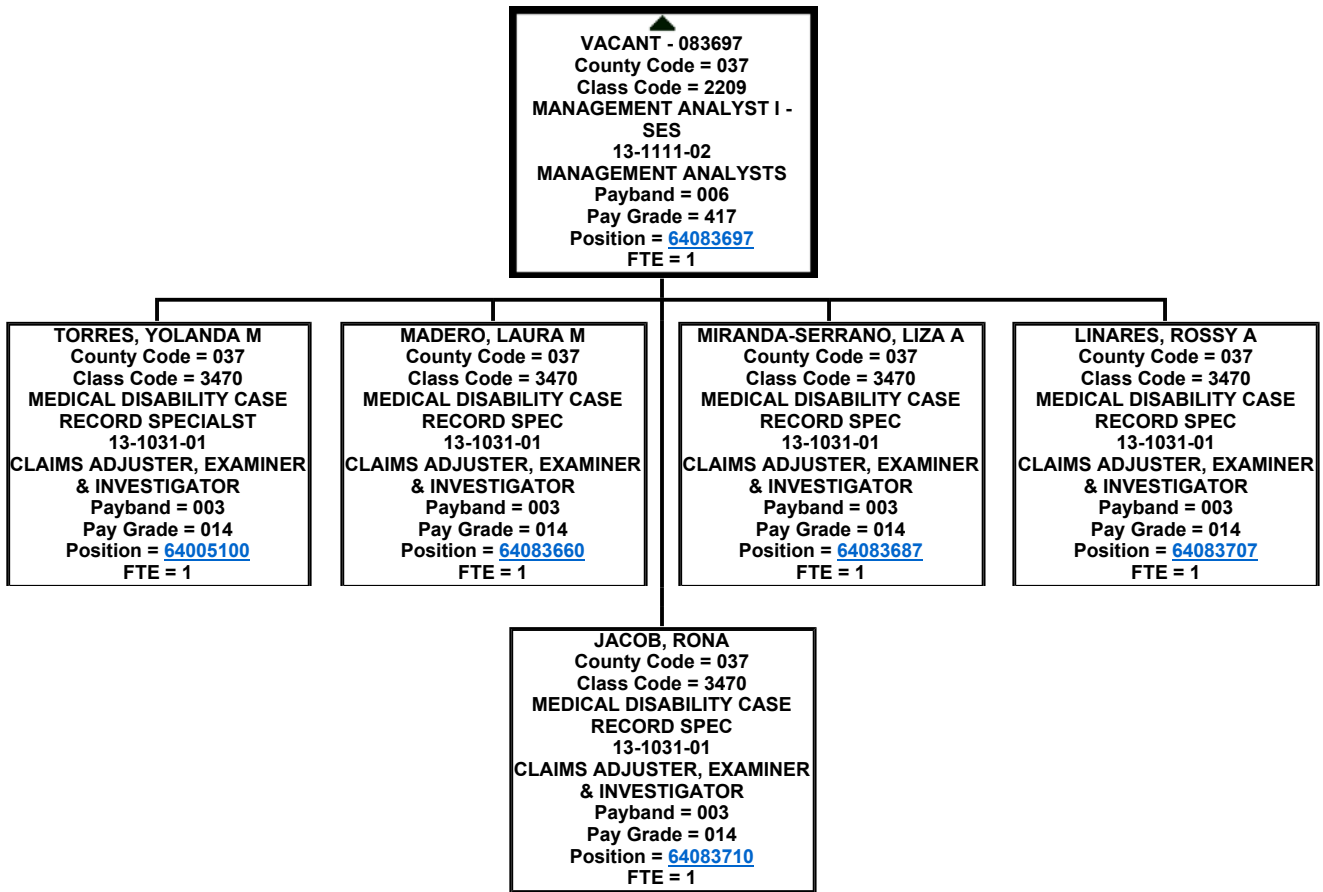 VACANT - 083697
County Code = 037
Class Code = 2209
MANAGEMENT ANALYST I -
SES
13-1111-02
MANAGEMENT ANALYSTS
Payband = 006
Pay Grade = 417
Position = 64083697
FTE = 1
TORRES, YOLANDA M
County Code = 037
Class Code = 3470
MEDICAL DISABILITY CASE
RECORD SPECIALST
13-1031-01
CLAIMS ADJUSTER, EXAMINER
& INVESTIGATOR
Payband = 003
Pay Grade = 014
Position = 64005100
FTE = 1
MADERO, LAURA M
County Code = 037
Class Code = 3470
MEDICAL DISABILITY CASE
RECORD SPEC
13-1031-01
CLAIMS ADJUSTER, EXAMINER
& INVESTIGATOR
Payband = 003
Pay Grade = 014
Position = 64083660
FTE = 1
MIRANDA-SERRANO, LIZA A
County Code = 037
Class Code = 3470
MEDICAL DISABILITY CASE
RECORD SPEC
13-1031-01
CLAIMS ADJUSTER, EXAMINER
& INVESTIGATOR
Payband = 003
Pay Grade = 014
Position = 64083687
FTE = 1
LINARES, ROSSY A
County Code = 037
Class Code = 3470
MEDICAL DISABILITY CASE
RECORD SPEC
13-1031-01
CLAIMS ADJUSTER, EXAMINER
& INVESTIGATOR
Payband = 003
Pay Grade = 014
Position = 64083707
FTE = 1
JACOB, RONA
County Code = 037
Class Code = 3470
MEDICAL DISABILITY CASE
RECORD SPEC
13-1031-01
CLAIMS ADJUSTER, EXAMINER
& INVESTIGATOR
Payband = 003
Pay Grade = 014
Position = 64083710
FTE = 1